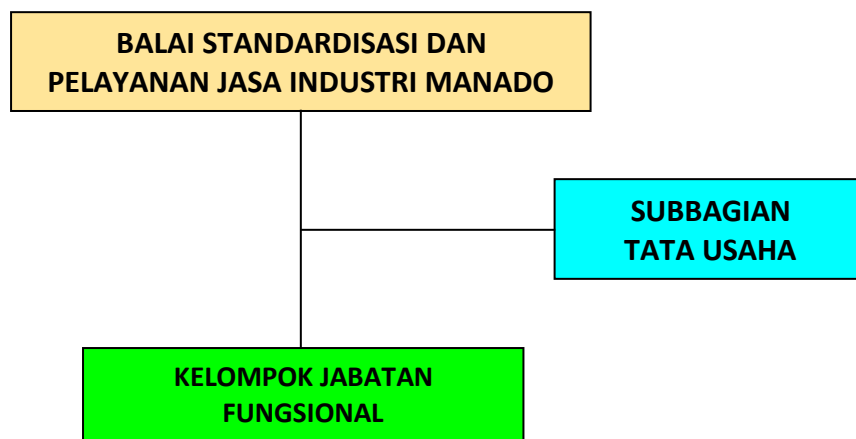 BALAI STANDARDISASI DAN
PELAYANAN JASA INDUSTRI MANADO
SUBBAGIAN
TATA USAHA
KELOMPOK JABATAN
FUNGSIONAL